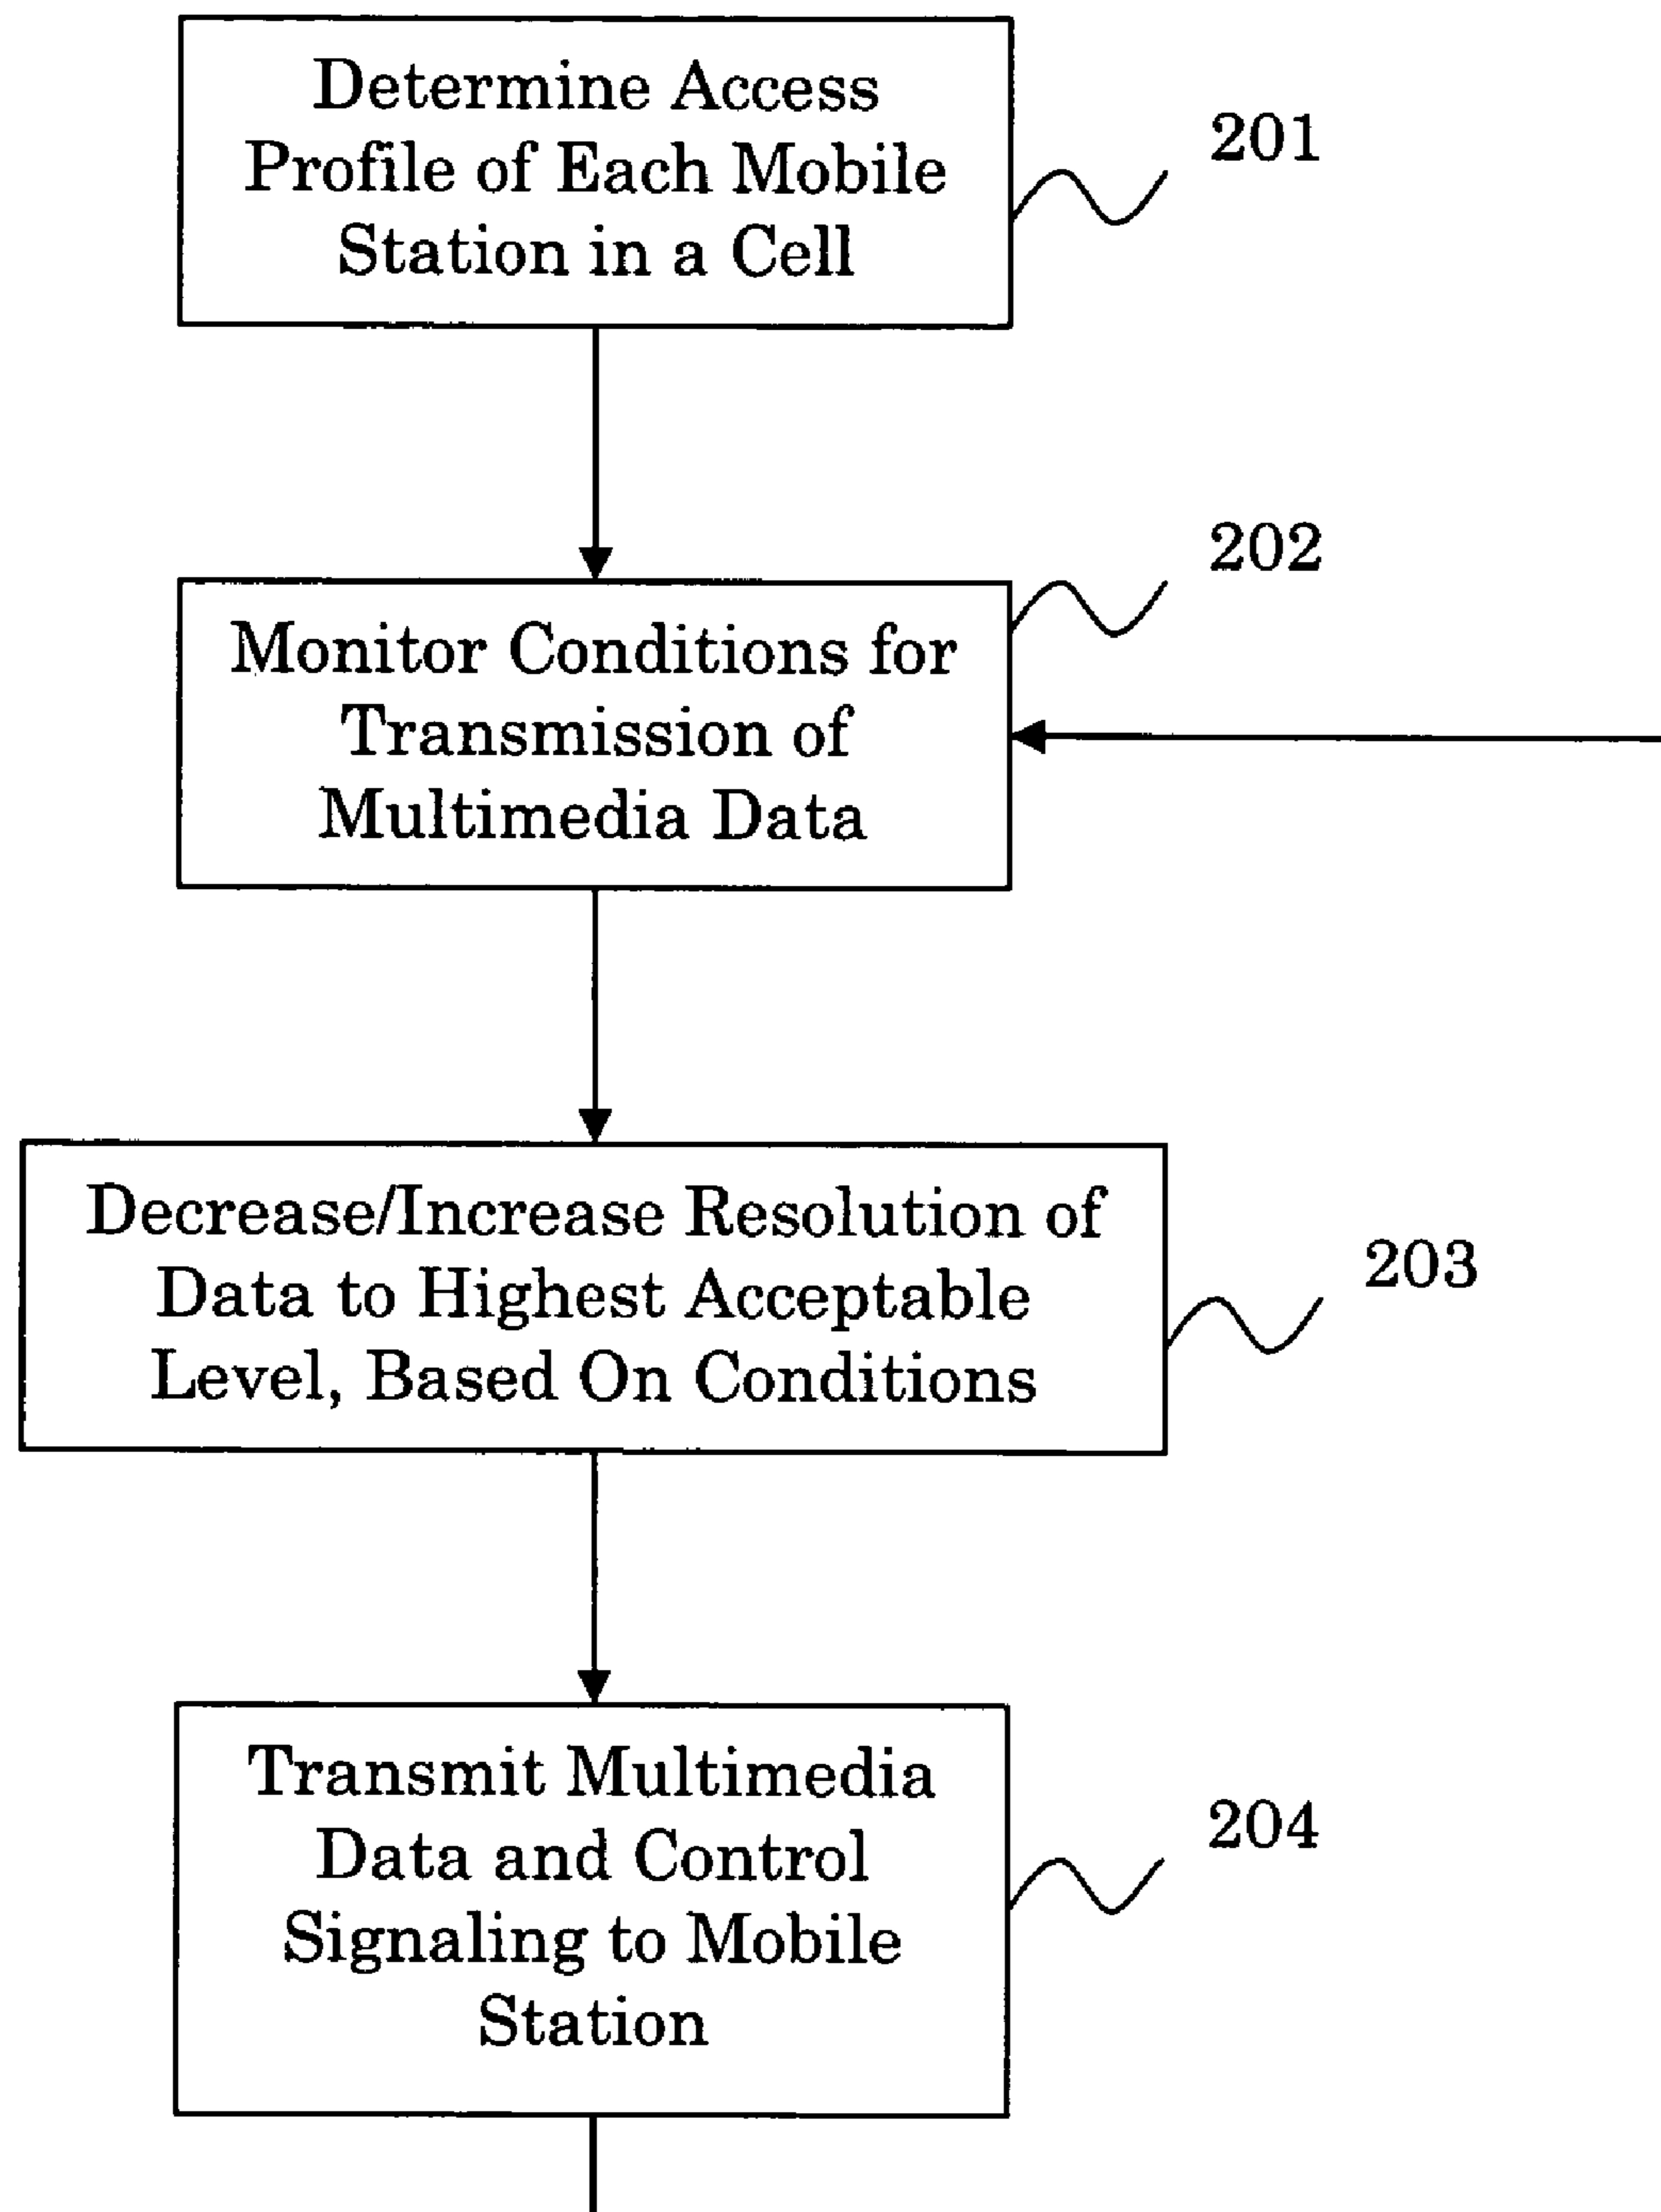 Determine Access
Profile of Each Mobile
Station in a Cell
201
Monitor Conditions for
Transmission of
Multimedia Data
202
Decrease/Increase Resolution of
Data to Highest Acceptable
Level, Based On Conditions
203
Transmit Multimedia
Data and Control
Signaling to Mobile
Station
204